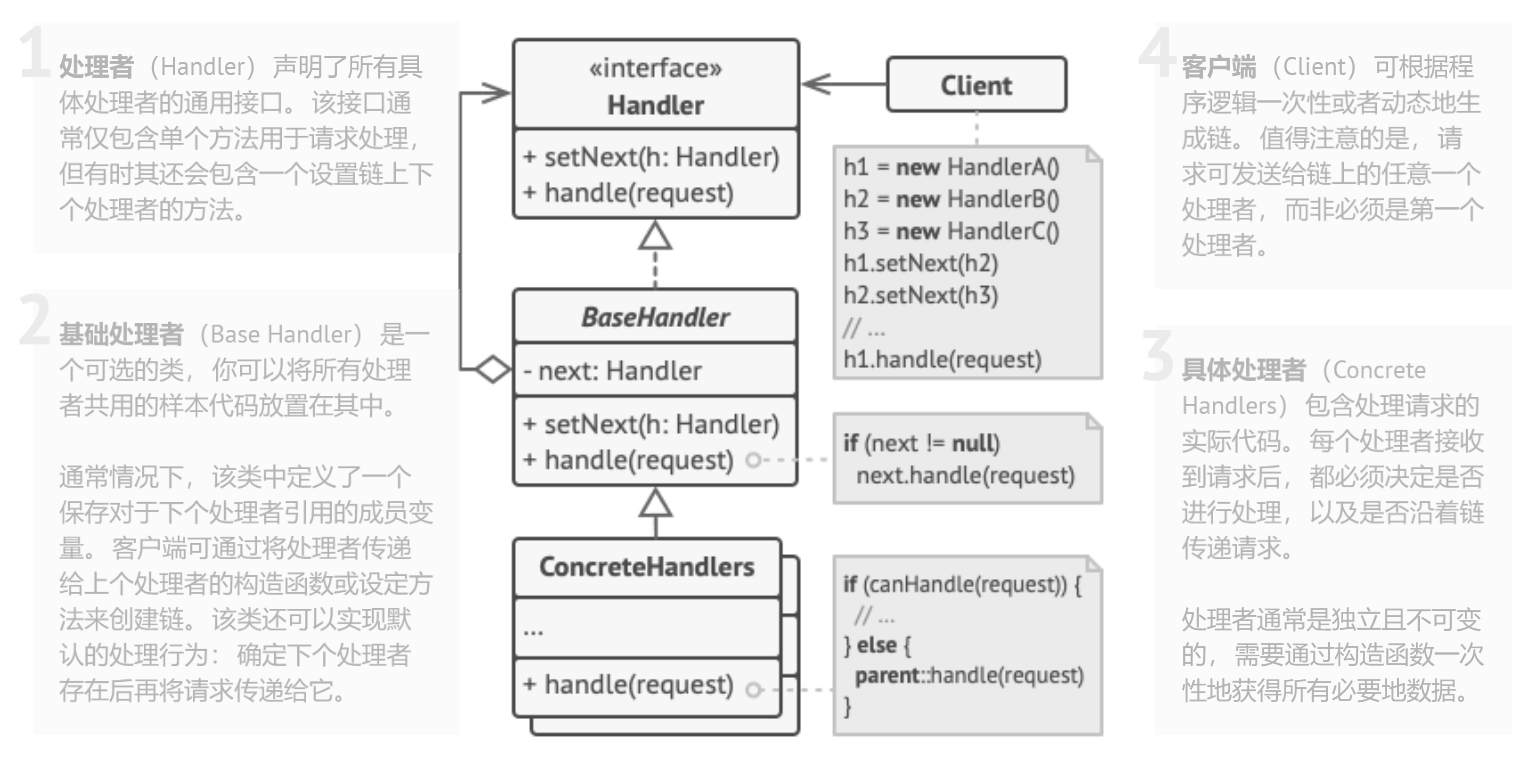 1
处理者（Handler） 声明了所有具
体处理者的通用接口。 该接口通
常仅包含单个方法用于请求处理，
但有时其还会包含一个设置链上下
个处理者的方法。
2
基础处理者（Base Handler） 是一
个可选的类， 你可以将所有处理
者共用的样本代码放置在其中。
通常情况下， 该类中定义了一个
保存对于下个处理者引用的成员变
量。 客户端可通过将处理者传递
给上个处理者的构造函数或设定方
法来创建链。 该类还可以实现默
认的处理行为： 确定下个处理者
存在后再将请求传递给它。
«interface»
Handler
+ setNext(h: Handler)
+ handle(request)
BaseHandler
- next: Handler
+ setNext(h: Handler)
+ handle(request)
ConcreteHandlers
...
+ handle(request)
Client
h1 = new HandlerA()
h2 = new HandlerB()
h3 = new HandlerC()
h1.setNext(h2)
h2.setNext(h3)
// ...
h1.handle(request)
if (next != null)
next.handle(request)
if (canHandle(request)) {
// ...
} else {
parent::handle(request)
}
4
客户端（Client） 可根据程
序逻辑一次性或者动态地生
成链。 值得注意的是， 请
求可发送给链上的任意一个
处理者， 而非必须是第一个
处理者。
3
具体处理者（Concrete
Handlers） 包含处理请求的
实际代码。 每个处理者接收
到请求后， 都必须决定是否
进行处理， 以及是否沿着链
传递请求。
处理者通常是独立且不可变
的， 需要通过构造函数一次
性地获得所有必要地数据。